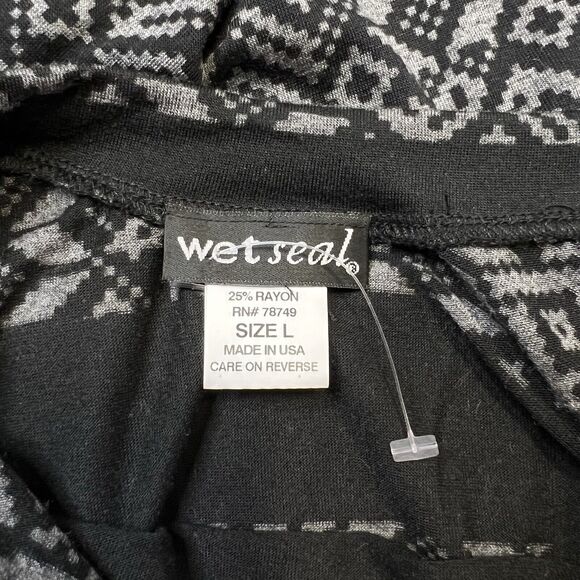 wet seal®
25% RAYON
RN# 78749
SIZE L
MADE IN USA
CARE ON REVERSE